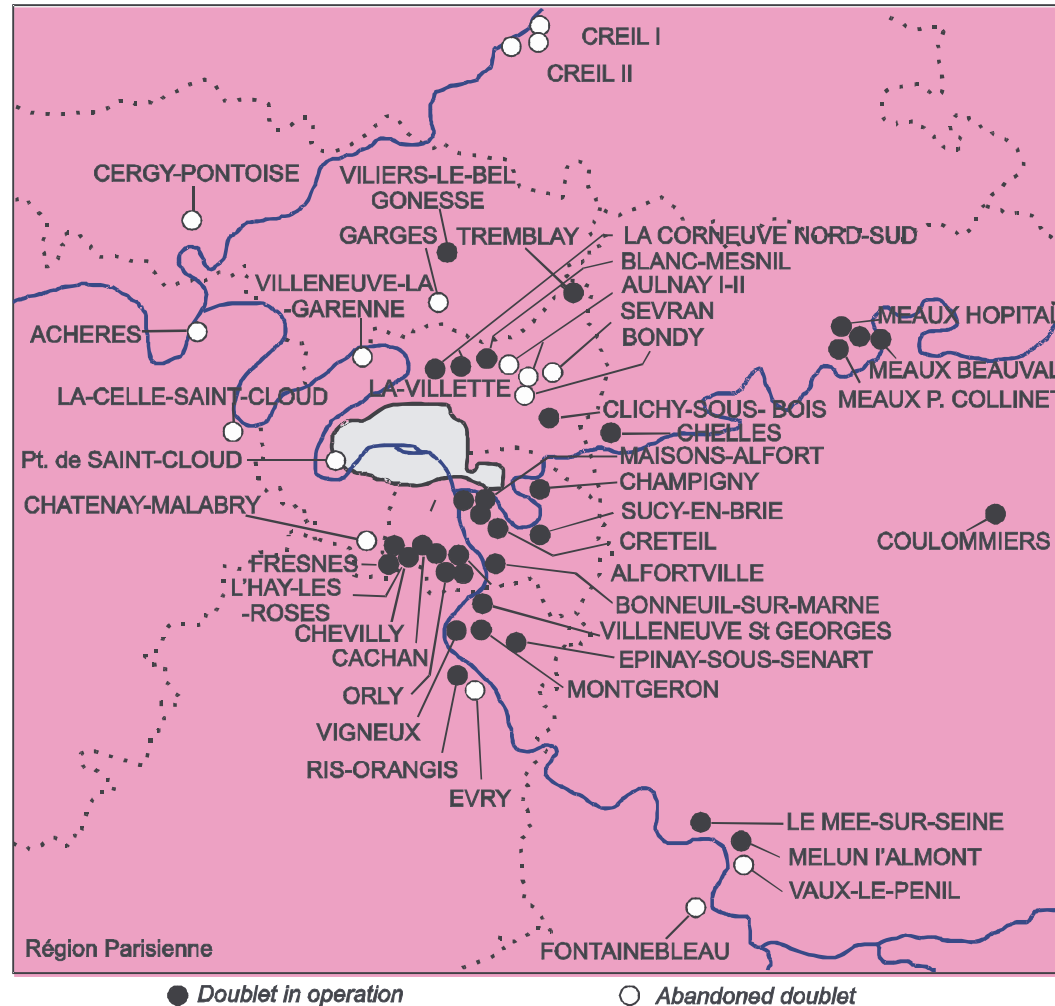 CREIL I
CREIL II
CERGY-PONTOISE
VILIERS-LE-BEL
GONESSE
GARGES
TREMBLAY
LA CORNEUVE NORD-SUD
BLANC-MESNIL
AULNAY I-II
SEVRAN
BONDY
VILLENEUVE-LA
-GARENNE
ACHERES
MEAUX HOPITAL
MEAUX BEAUVAL
MEAUX P. COLLINET
LA-VILLETTE
LA-CELLE-SAINT-CLOUD
CLICHY-SOUS- BOIS
CHELLES
Pt. de SAINT-CLOUD
MAISONS-ALFORT
CHAMPIGNY
CHATENAY-MALABRY
SUCY-EN-BRIE
CRETEIL
COULOMMIERS
FRESNES
L'HAY-LES
-ROSES
ALFORTVILLE
BONNEUIL-SUR-MARNE
CHEVILLY
VILLENEUVE St GEORGES
CACHAN
EPINAY-SOUS-SENART
ORLY
MONTGERON
VIGNEUX
RIS-ORANGIS
EVRY
LE MEE-SUR-SEINE
MELUN l'ALMONT
VAUX-LE-PENIL
FONTAINEBLEAU
Région Parisienne
Doublet in operation
Abandoned doublet